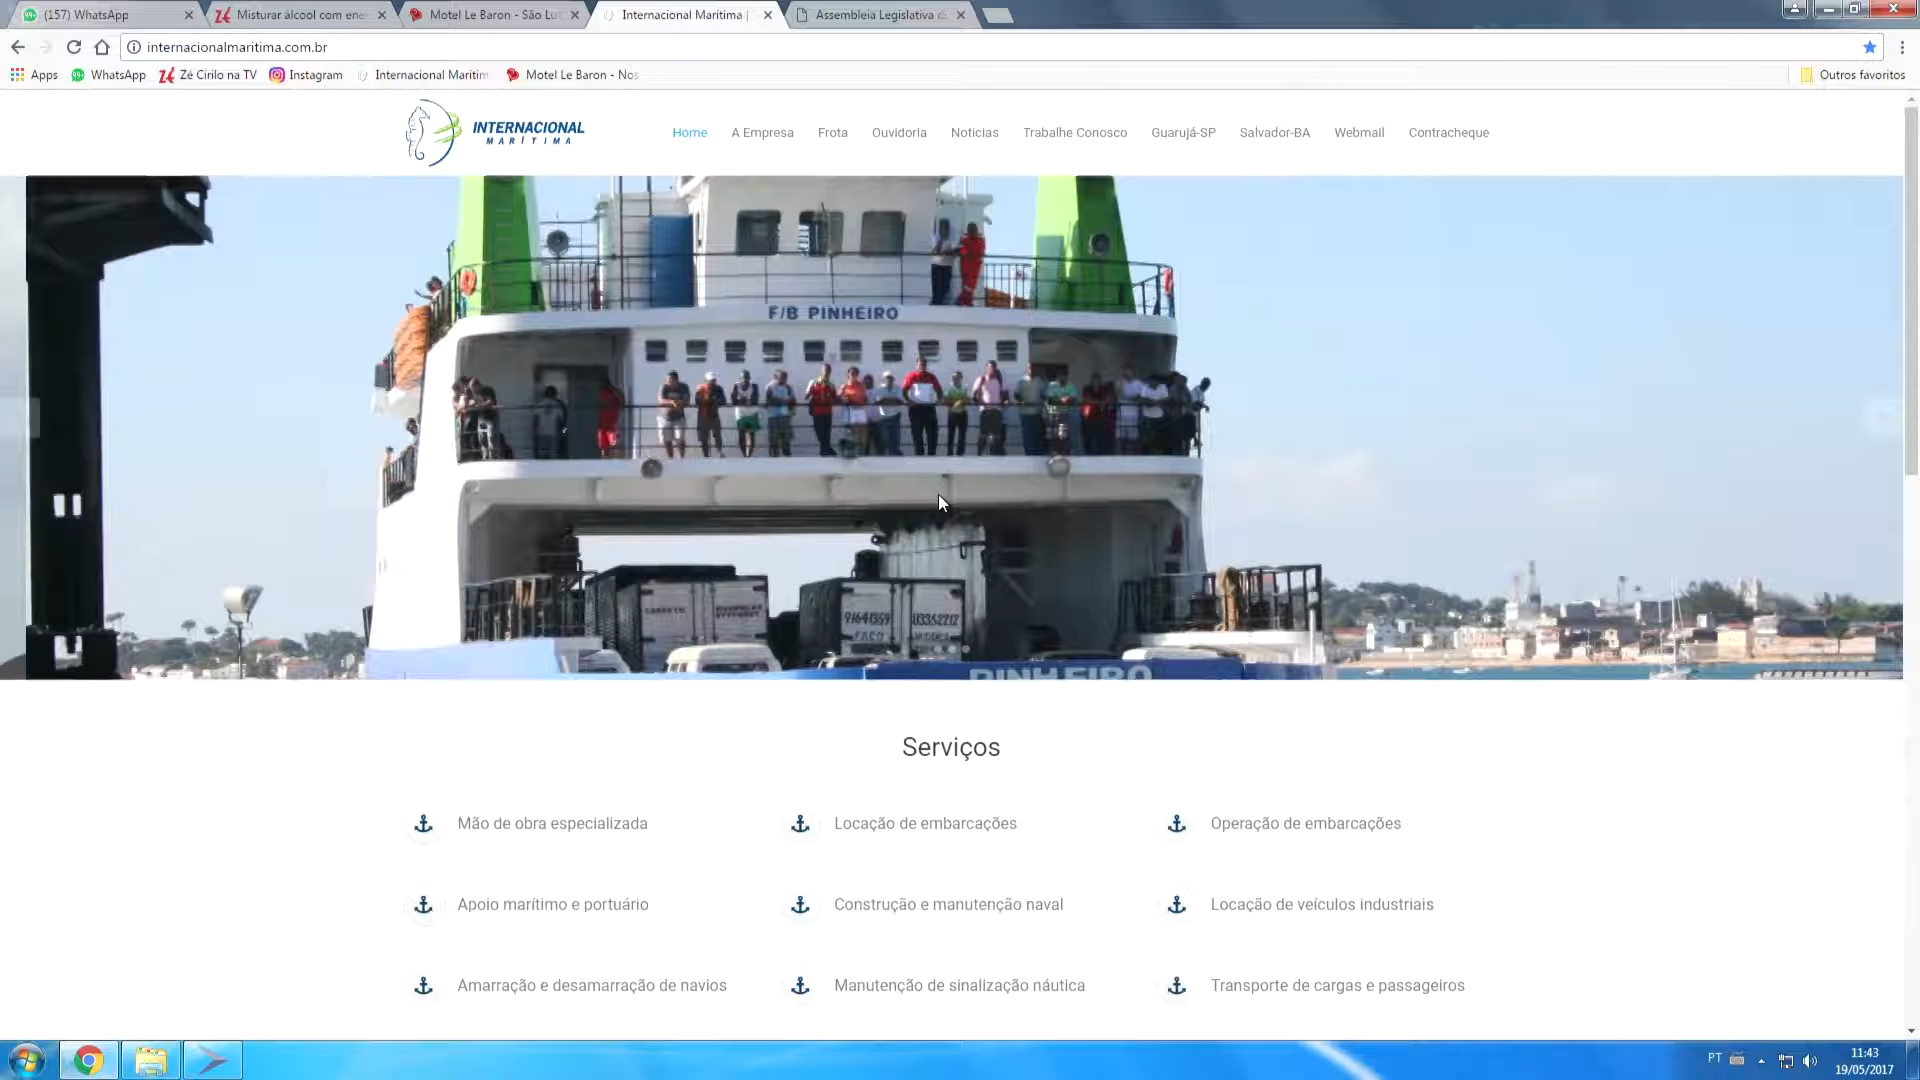 (157) WhatsApp
Misturar álcool com ene
Motel Le Baron - São Lu
Internacional Marítima |
Assembleia Legislativa d
internacionalmaritima.com.br
Apps
WhatsApp
Zé Cirilo na TV
Instagram
Internacional Marítim
Motel Le Baron - Nos
Outros favoritos
INTERNACIONAL
MARÍTIMA
Home
A Empresa
Frota
Ouvidoria
Noticias
Trabalhe Conosco
Guarujá-SP
Salvador-BA
Webmail
Contracheque
F/B PINHEIRO
PINHEIRO
Serviços
Mão de obra especializada
Locação de embarcações
Operação de embarcações
Apoio marítimo e portuário
Construção e manutenção naval
Locação de veículos industriais
Amarração e desamarração de navios
Manutenção de sinalização náutica
Transporte de cargas e passageiros
PT
11:43
19/05/2017